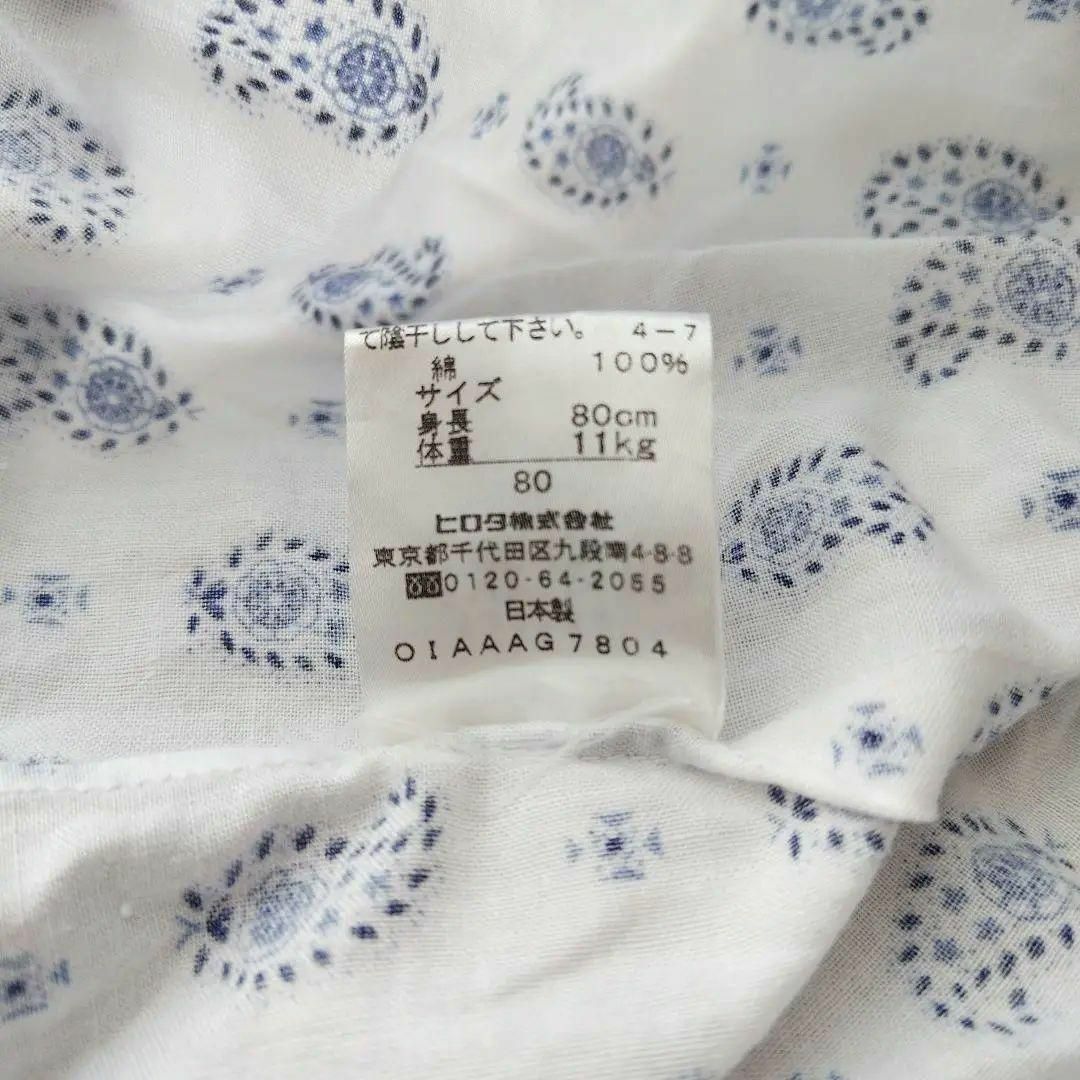 て陰干しして下さい。 4-7
綿 100%
サイズ
身長 80cm
体重 11kg
80
ヒロタ株式会社
東京都千代田区九段南4-8-8
0120-64-2055
日本製
OIAAAG7804